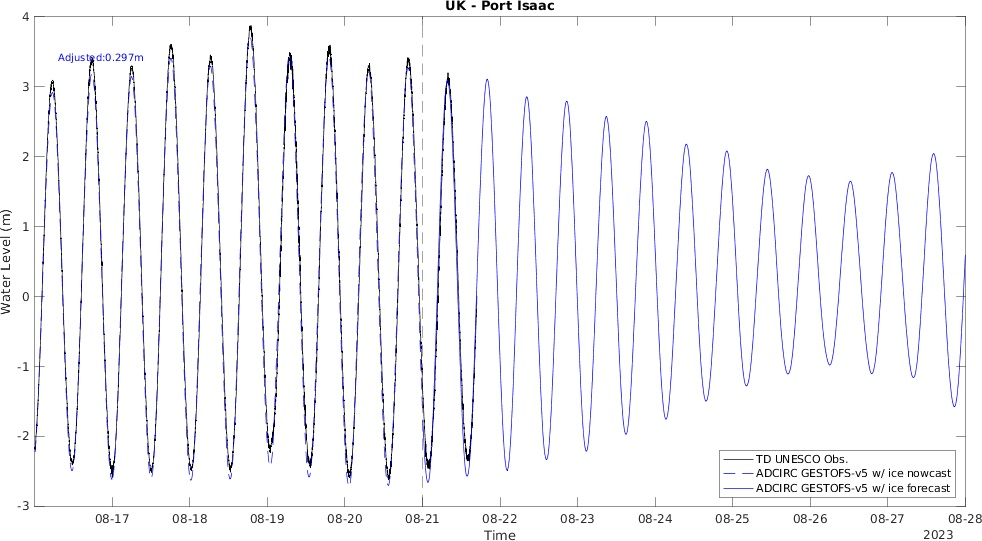 UK - Port Isaac
Adjusted:0.297m
Water Level (m)
4
3
2
1
0
-1
-2
-3
08-17 08-18 08-19 08-20 08-21 08-22 08-23 08-24 08-25 08-26 08-27 08-28
Time
2023
TD UNESCO Obs.
ADCIRC GESTOFS-v5 w/ ice nowcast
ADCIRC GESTOFS-v5 w/ ice forecast